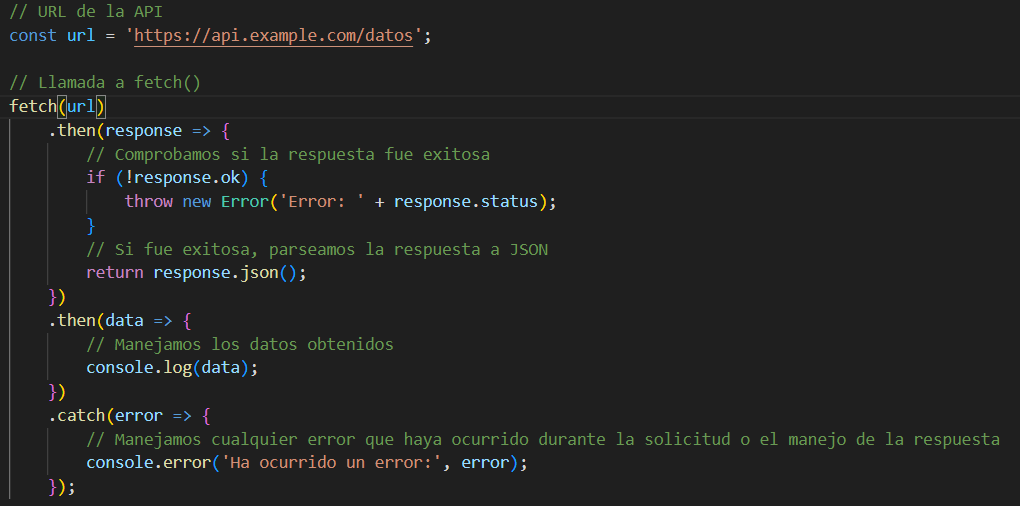 // URL de la API
const url = 'https://api.example.com/datos';
// Llamada a fetch()
fetch(url)
    .then(response => {
        // Comprobamos si la respuesta fue exitosa
        if (!response.ok) {
            throw new Error('Error: ' + response.status);
        }
        // Si fue exitosa, parseamos la respuesta a JSON
        return response.json();
    })
    .then(data => {
        // Manejamos los datos obtenidos
        console.log(data);
    })
    .catch(error => {
        // Manejamos cualquier error que haya ocurrido durante la solicitud o el manejo de la respuesta
        console.error('Ha ocurrido un error:', error);
    });